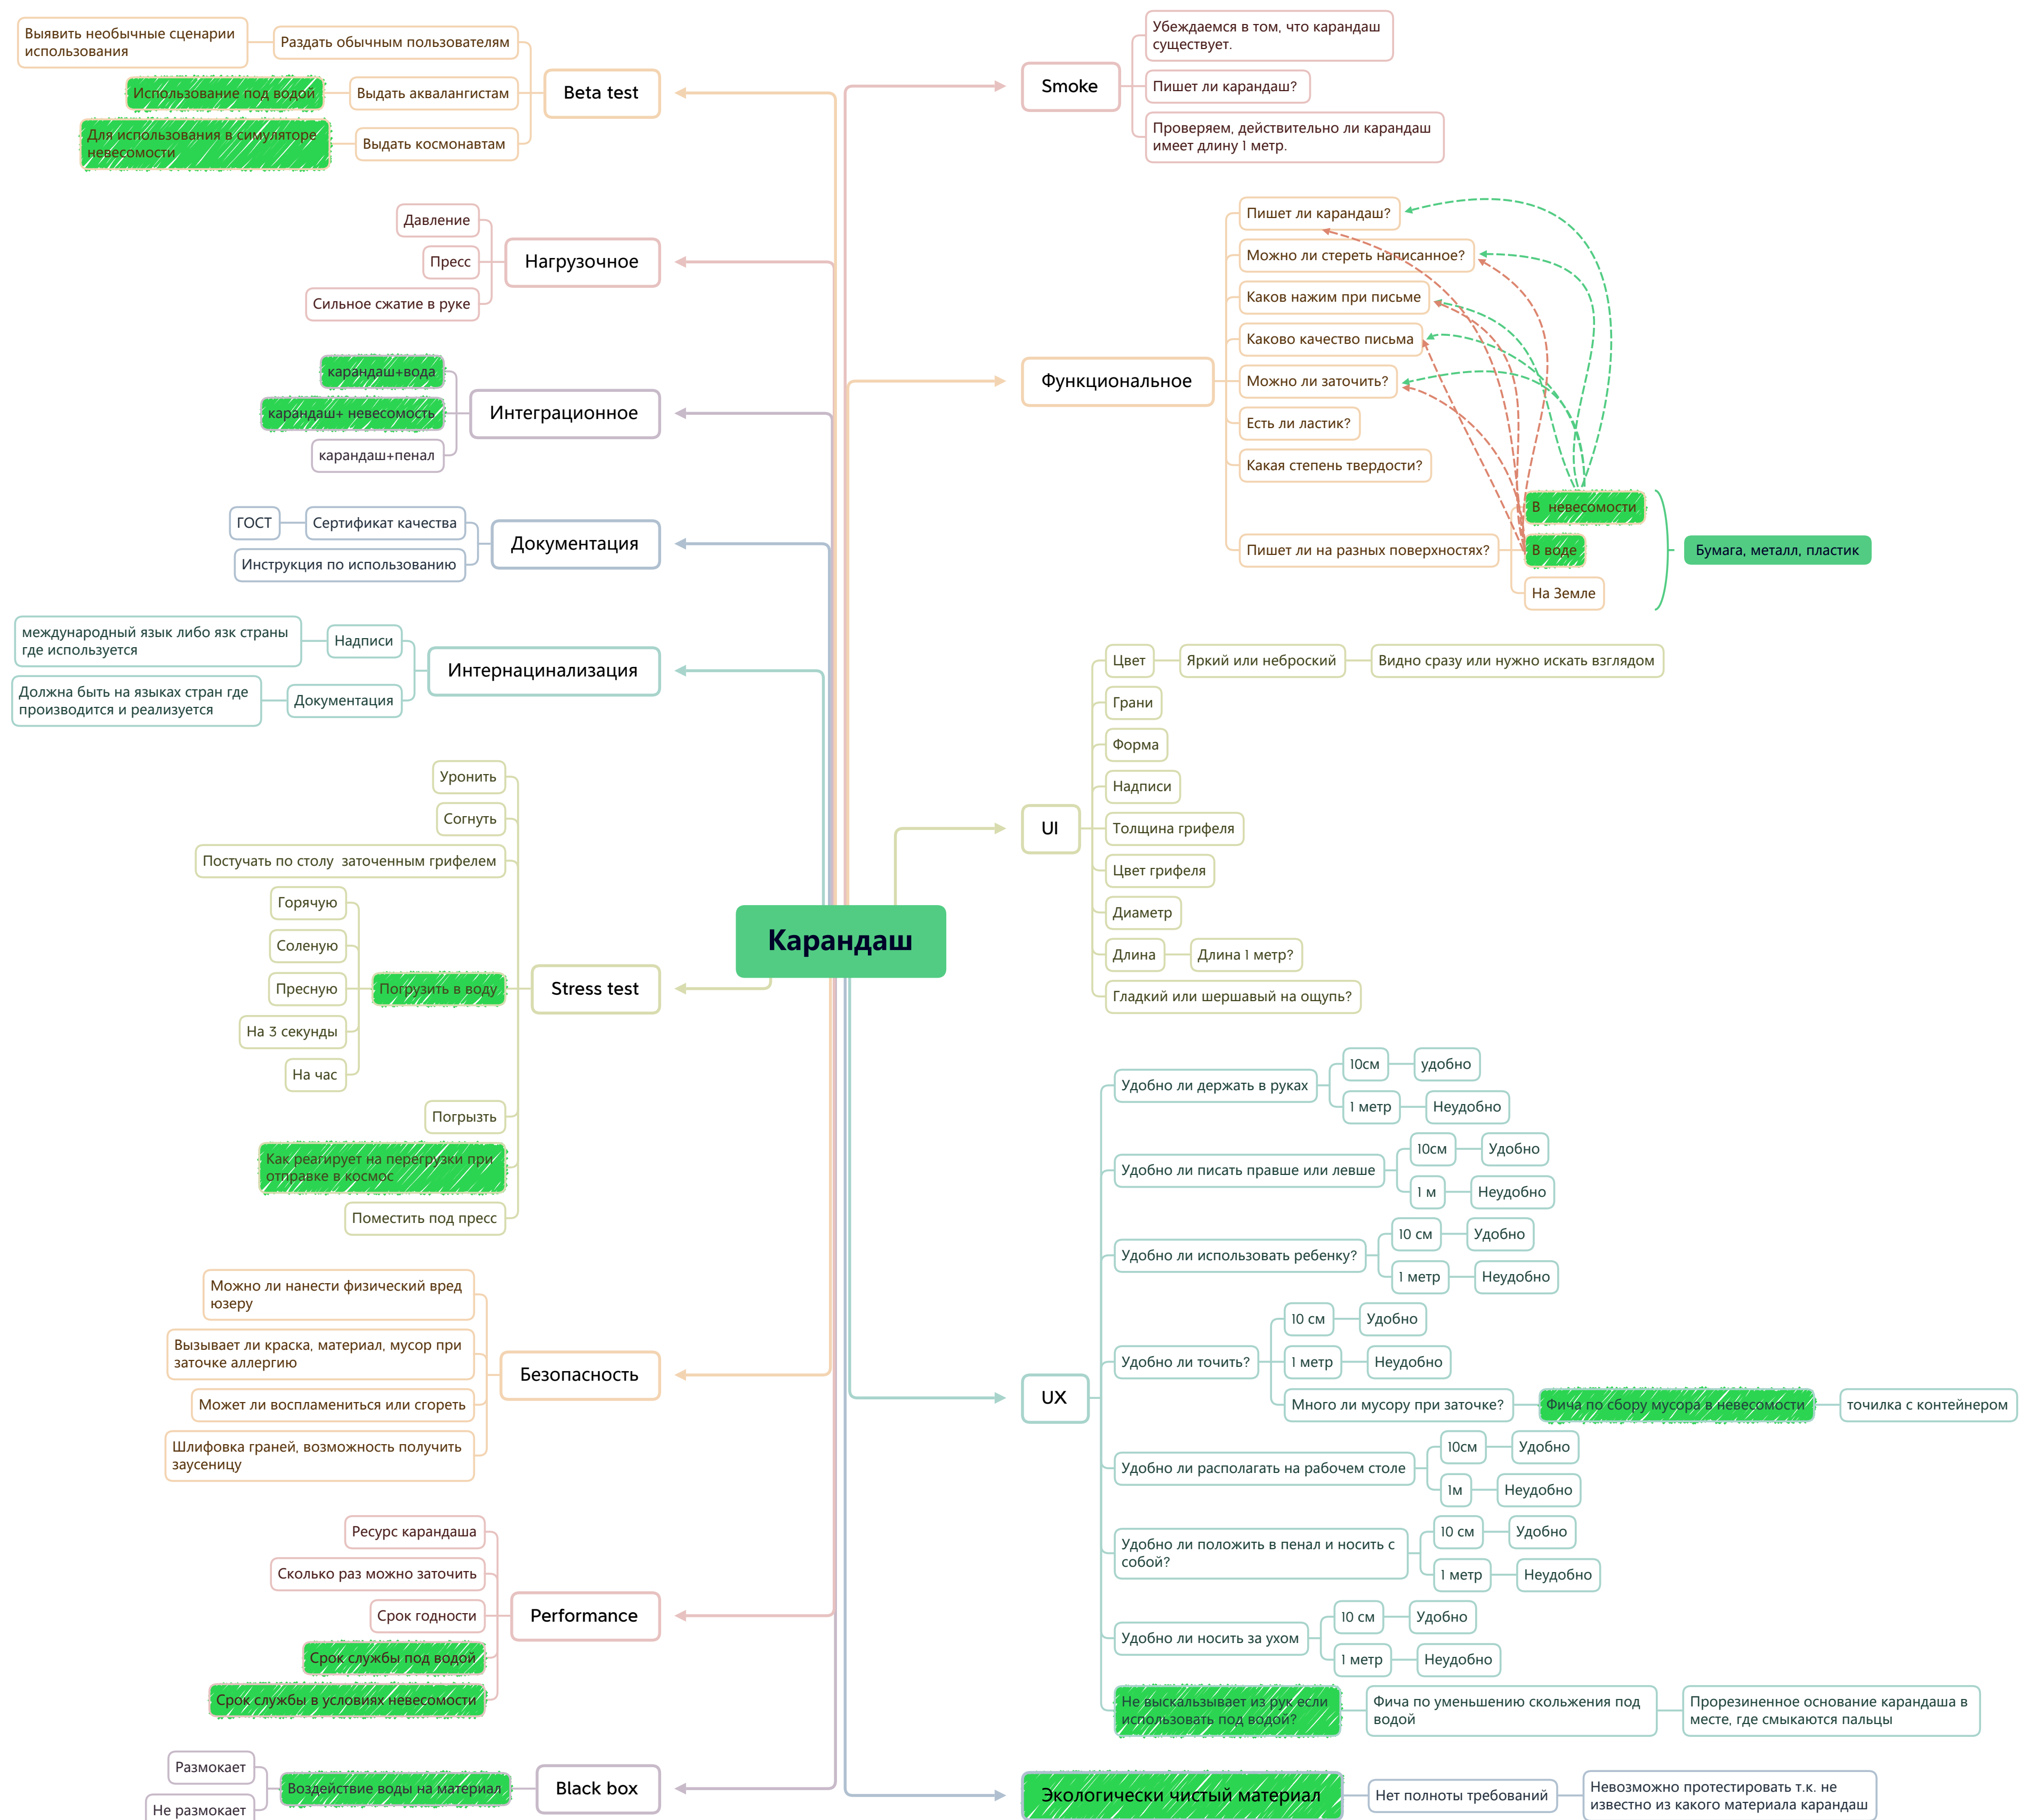 Карандаш
Smoke
Убеждаемся в том, что карандаш
существует.
Пишет ли карандаш?
Проверяем, действительно ли карандаш
имеет длину 1 метр.
Функциональное
Пишет ли карандаш?
Можно ли стереть написанное?
Каков нажим при письме
Каково качество письма
Можно ли заточить?
Есть ли ластик?
Какая степень твердости?
Пишет ли на разных поверхностях?
В  невесомости
В воде
На Земле
Бумага, металл, пластик
UI
Цвет
Яркий или неброский
Видно сразу или нужно искать взглядом
Грани
Форма
Надписи
Толщина грифеля
Цвет грифеля
Диаметр
Длина
Длина 1 метр?
Гладкий или шершавый на ощупь?
UX
Удобно ли держать в руках
10см
удобно
1 метр
Неудобно
Удобно ли писать правше или левше
10см
Удобно
1 м
Неудобно
Удобно ли использовать ребенку?
10 см
Удобно
1 метр
Неудобно
Удобно ли точить?
10 см
Удобно
1 метр
Неудобно
Много ли мусору при заточке?
Фича по сбору мусора в невесомости
точилка с контейнером
Удобно ли располагать на рабочем столе
10см
Удобно
1м
Неудобно
Удобно ли положить в пенал и носить с
собой?
10 см
Удобно
1 метр
Неудобно
Удобно ли носить за ухом
10 см
Удобно
1 метр
Неудобно
Не выскальзывает из рук если
использовать под водой?
Фича по уменьшению скольжения под
водой
Прорезиненное основание карандаша в
месте, где смыкаются пальцы
Экологически чистый материал
Нет полноты требований
Невозможно протестировать т.к. не
известно из какого материала карандаш
Beta test
Раздать обычным пользователям
Выявить необычные сценарии
использования
Выдать аквалангистам
Использование под водой
Выдать космонавтам
Для использования в симуляторе
невесомости
Нагрузочное
Давление
Пресс
Сильное сжатие в руке
Интеграционное
карандаш+вода
карандаш+ невесомость
карандаш+пенал
Документация
Сертификат качества
ГОСТ
Инструкция по использованию
Интернацинализация
Надписи
международный язык либо язк страны
где используется
Документация
Должна быть на языках стран где
производится и реализуется
Stress test
Уронить
Согнуть
Постучать по столу  заточенным грифелем
Погрузить в воду
Горячую
Соленую
Пресную
На 3 секунды
На час
Погрызть
Как реагирует на перегрузки при
отправке в космос
Поместить под пресс
Безопасность
Можно ли нанести физический вред
юзеру
Вызывает ли краска, материал, мусор при
заточке аллергию
Может ли воспламениться или сгореть
Шлифовка граней, возможность получить
заусеницу
Performance
Ресурс карандаша
Сколько раз можно заточить
Срок годности
Срок службы под водой
Срок службы в условиях невесомости
Black box
Воздействие воды на материал
Размокает
Не размокает